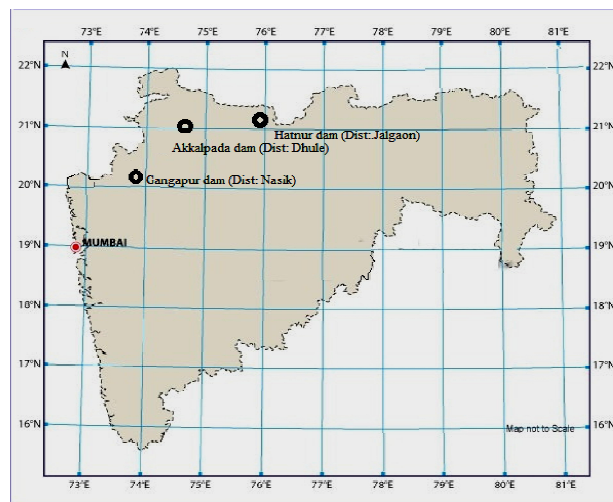 73°E 74°E 75°E 76°E 77°E 78°E 79°E 80°E 81°E
N
22°N 22°N
21°N 21°N
Hatnur dam (Dist:Jalgaon)
Akkalpada dam (Dist: Dhule)
Gangapur dam (Dist: Nasik)
20°N 20°N
MUMBAI
19°N 19°N
18°N 18°N
17°N 17°N
16°N 16°N
Map not to Scale
73°E 74°E 75°E 76°E 77°E 78°E 79°E 80°E 81°E